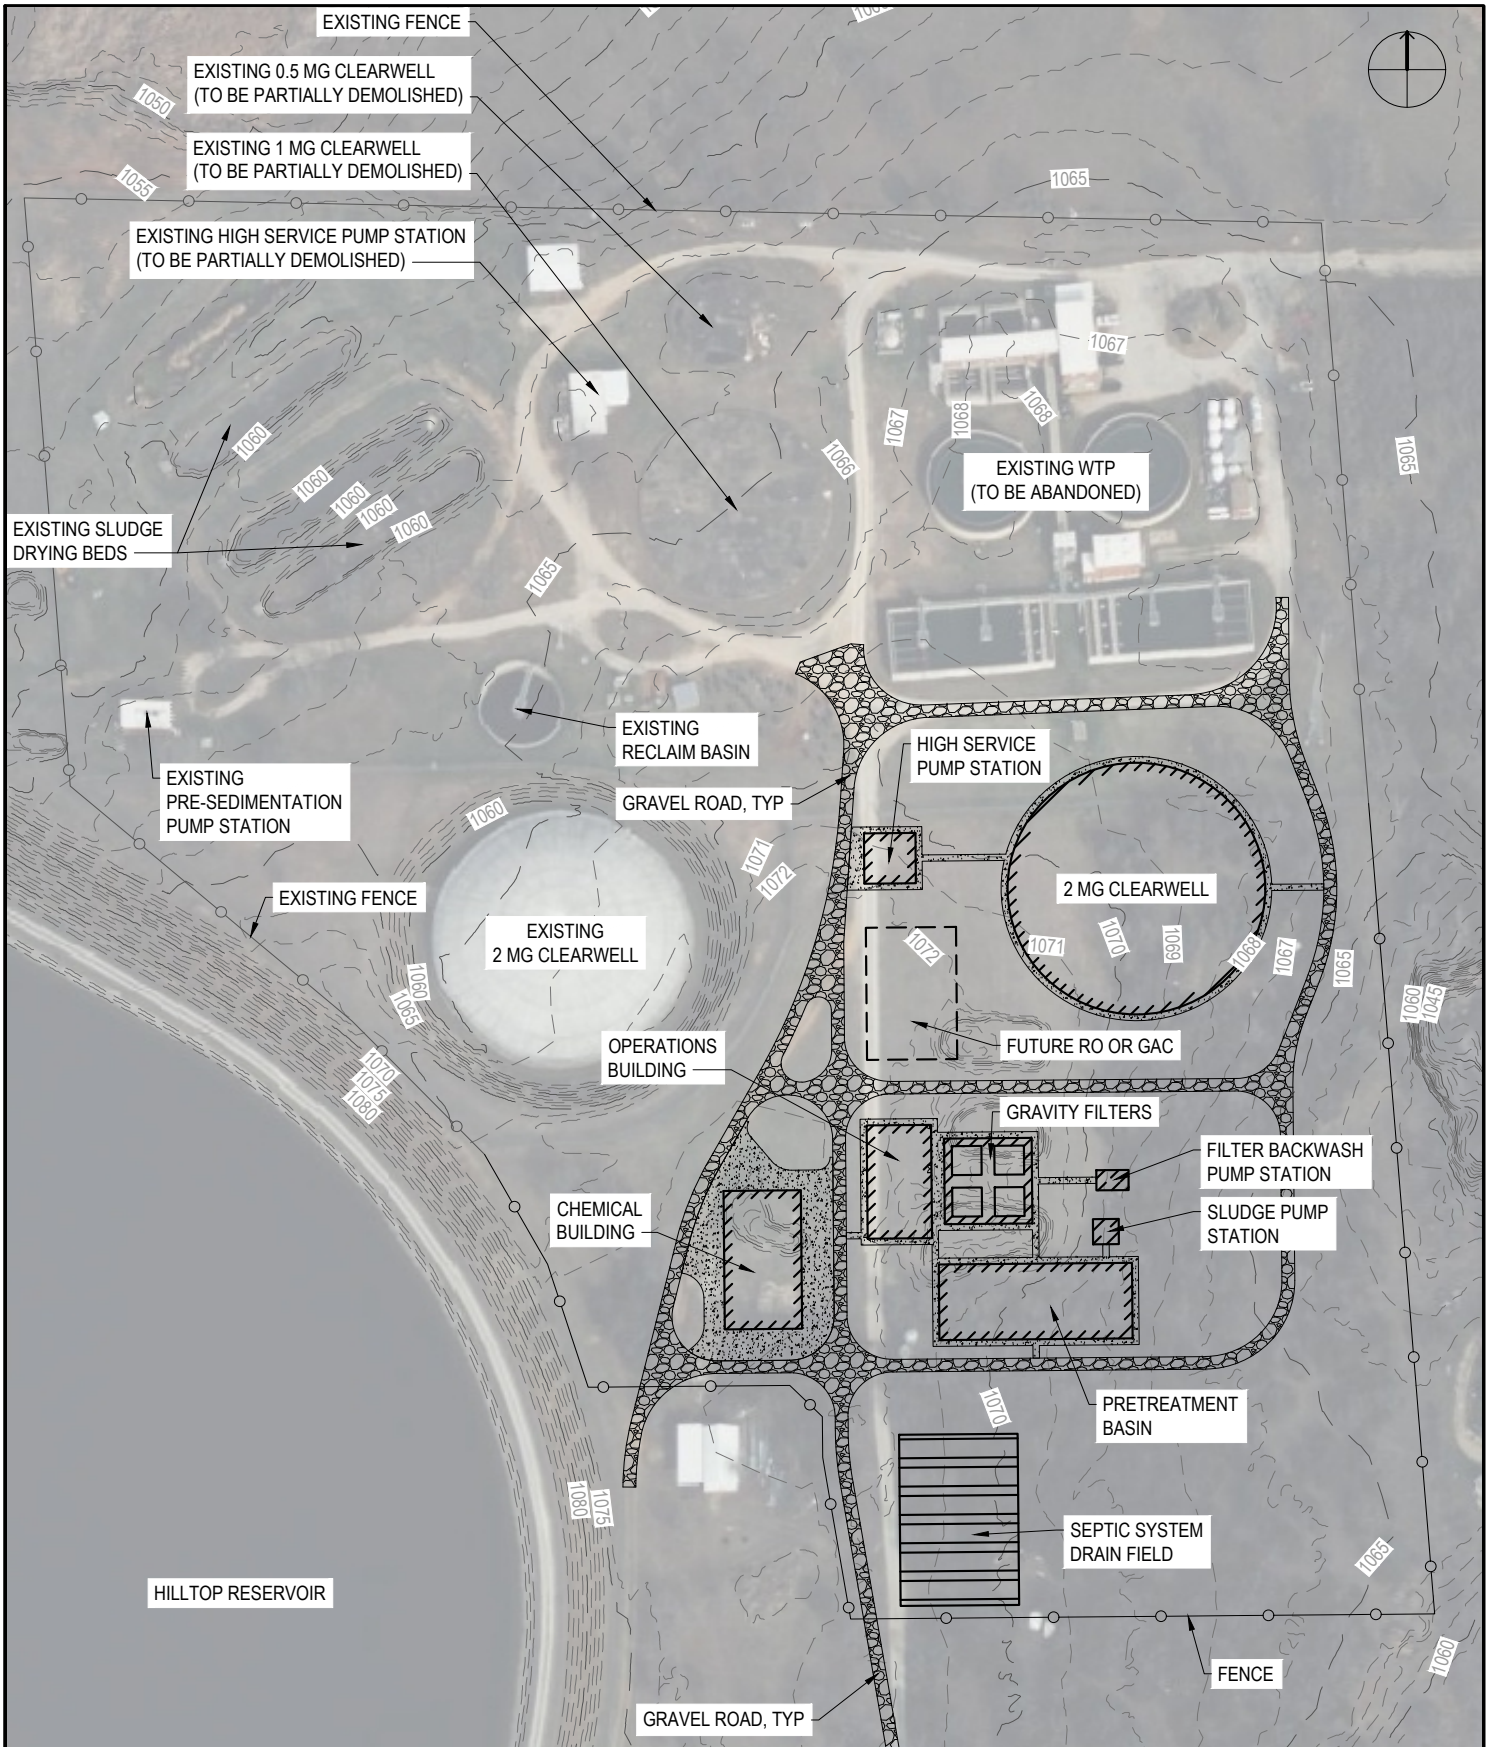 EXISTING FENCE
EXISTING 0.5 MG CLEARWELL
(TO BE PARTIALLY DEMOLISHED)
1050
EXISTING 1 MG CLEARWELL
(TO BE PARTIALLY DEMOLISHED)
1055
1065
EXISTING HIGH SERVICE PUMP STATION
(TO BE PARTIALLY DEMOLISHED)
1067
1068
1068
1067
1066
1060
1060
1060
1060
1060
1065
EXISTING WTP
(TO BE ABANDONED)
EXISTING SLUDGE
DRYING BEDS
1065
EXISTING
RECLAIM BASIN
HIGH SERVICE
PUMP STATION
EXISTING
PRE-SEDIMENTATION
PUMP STATION
GRAVEL ROAD, TYP
1060
1071
1072
EXISTING FENCE
2 MG CLEARWELL
EXISTING
2 MG CLEARWELL
1072
1071
1070
1069
1068
1067
1065
1060
1065
1060
1045
OPERATIONS
BUILDING
FUTURE RO OR GAC
1070
1075
1080
GRAVITY FILTERS
FILTER BACKWASH
PUMP STATION
CHEMICAL
BUILDING
SLUDGE PUMP
STATION
PRETREATMENT
BASIN
1070
1080
1075
SEPTIC SYSTEM
DRAIN FIELD
1065
HILLTOP RESERVOIR
1060
FENCE
GRAVEL ROAD, TYP